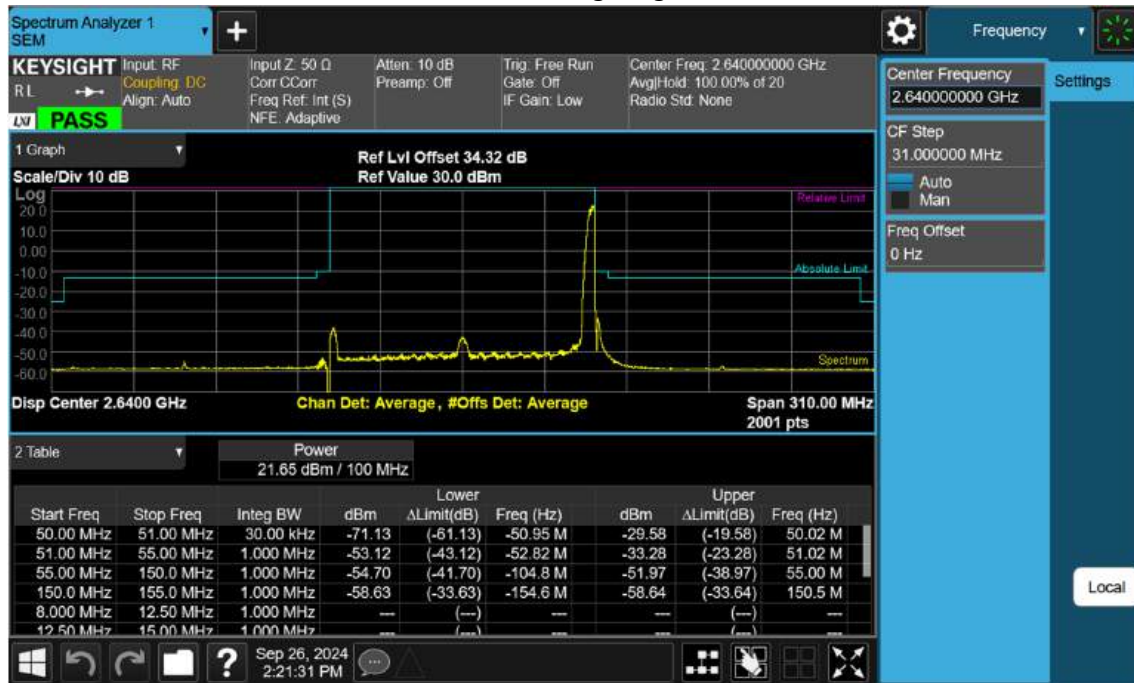 Spectrum Analyzer 1
SEM
+
Frequency
KEYSIGHT
RL
LXI PASS
Input: RF
Coupling: DC
Align: Auto
Input Z: 50 Ω
Corr CCorr
Freq Ref: Int (S)
NFE: Adaptive
Atten: 10 dB
Preamp: Off
Trig: Free Run
Gate: Off
IF Gain: Low
Center Freq: 2.640000000 GHz
Avg|Hold: 100.00% of 20
Radio Std: None
Center Frequency
2.640000000 GHz
Settings
CF Step
31.000000 MHz
Auto
Man
Freq Offset
0 Hz
1 Graph
Ref Lvl Offset 34.32 dB
Scale/Div 10 dB
Ref Value 30.0 dBm
Log
Relative Limit
20.0
10.0
0.00
-10.0
Absolute Limit
-20.0
-30.0
-40.0
-50.0
Spectrum
-60.0
Disp Center 2.6400 GHz
Chan Det: Average, #Offs Det: Average
Span 310.00 MHz
2001 pts
2 Table
Power
21.65 dBm / 100 MHz
Lower Upper
Start Freq Stop Freq Integ BW dBm ΔLimit(dB) Freq (Hz) dBm ΔLimit(dB) Freq (Hz)
50.00 MHz 51.00 MHz 30.00 kHz -71.13 (-61.13) -50.95 M -29.58 (-19.58) 50.02 M
51.00 MHz 55.00 MHz 1.000 MHz -53.12 (-43.12) -52.82 M -33.28 (-23.28) 51.02 M
55.00 MHz 150.0 MHz 1.000 MHz -54.70 (-41.70) -104.8 M -51.97 (-38.97) 55.00 M
150.0 MHz 155.0 MHz 1.000 MHz -58.63 (-33.63) -154.6 M -58.64 (-33.64) 150.5 M
8.000 MHz 12.50 MHz 1.000 MHz --- (---) --- --- (---) ---
12.50 MHz 15.00 MHz 1.000 MHz --- (---) --- --- (---) ---
Local
?
Sep 26, 2024
2:21:31 PM